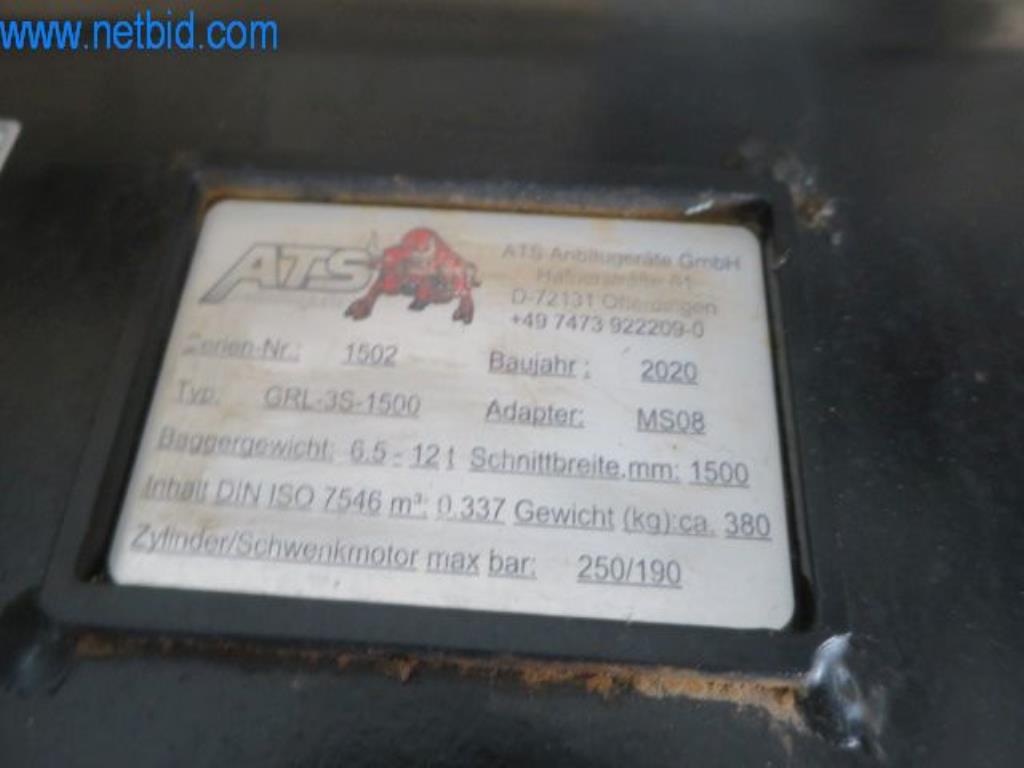 www.netbid.com
ATS
ATS Anbaugeräte GmbH
D-72131 Ofterdingen
+49 7473 922209-0
Serien-Nr.: 1502 Baujahr : 2020
Typ. GRL-3S-1500 Adapter: MS08
Baggergewicht: 6.5 - 12 t Schnittbreite,mm: 1500
Inhalt DIN ISO 7546 m³: 0.337 Gewicht (kg):ca. 380
Zylinder/Schwenkmotor max bar: 250/190